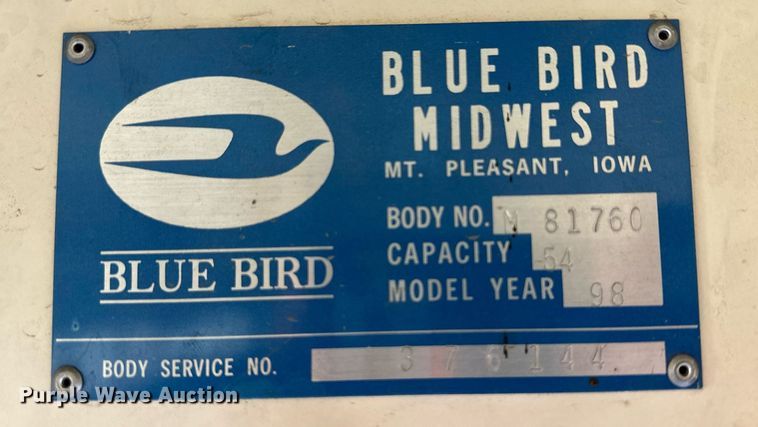 BLUE BIRD
MIDWEST
MT. PLEASANT, IOWA
BODY NO. M 81760
CAPACITY 54
MODEL YEAR 98
BLUE BIRD
BODY SERVICE NO. 376144
Purple Wave Auction